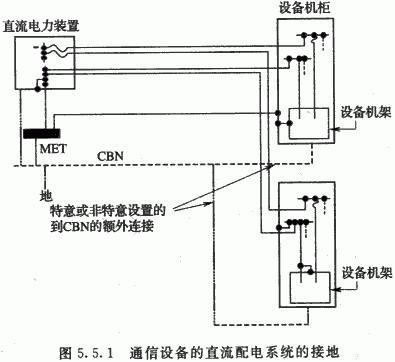 直流电力装置
设备机柜
设备机架
MET
CBN
地
特意或非特意设置的
到CBN的额外连接
设备机架
图 5.5.1 通信设备的直流配电系统的接地